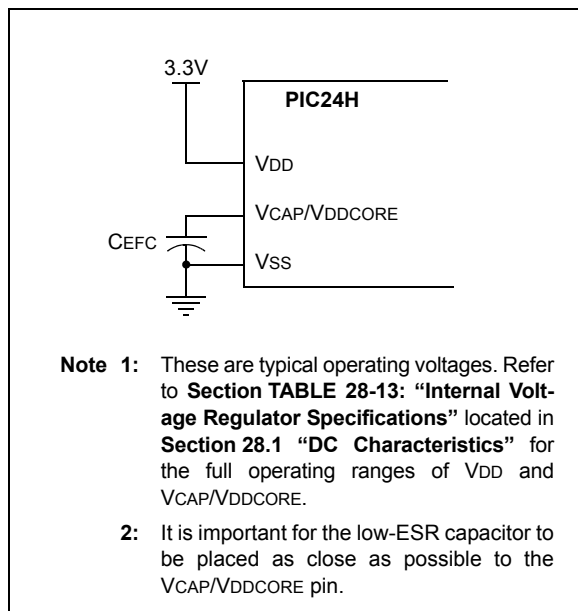 3.3V
PIC24H
VDD
VCAP/VDDCORE
CEFC
VSS
Note 1: These are typical operating voltages. Refer
to Section TABLE 28-13: “Internal Volt-
age Regulator Specifications” located in
Section 28.1 “DC Characteristics” for
the full operating ranges of VDD and
VCAP/VDDCORE.
2: It is important for the low-ESR capacitor to
be placed as close as possible to the
VCAP/VDDCORE pin.